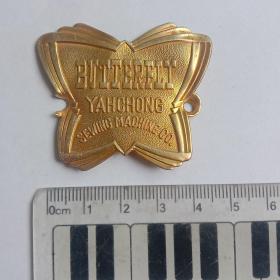 BUTTERFLY
YAHCHONG
SEWING MACHINE CO.
0cm 1 2 3 4 5 6